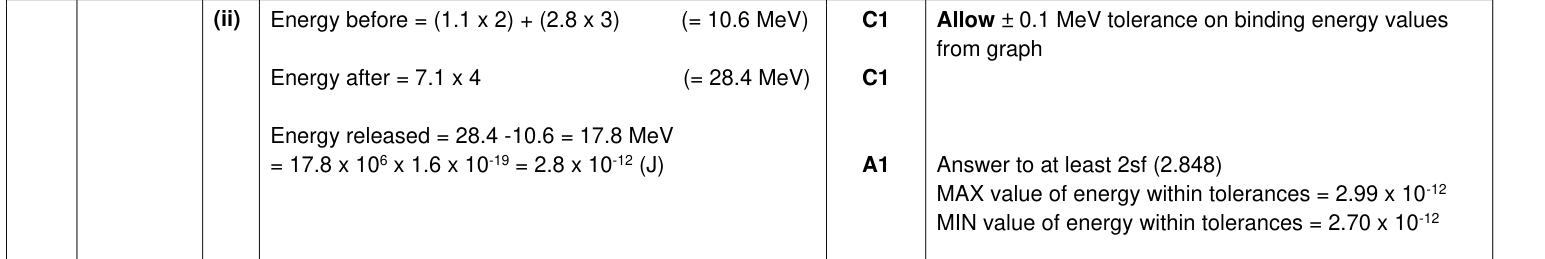 (ii) Energy before = (1.1 x 2) + (2.8 x 3) (= 10.6 MeV) C1 Allow ± 0.1 MeV tolerance on binding energy values
from graph
Energy after = 7.1 x 4 (= 28.4 MeV) C1
Energy released = 28.4 -10.6 = 17.8 MeV
= 17.8 x 10⁶ x 1.6 x 10⁻¹⁹ = 2.8 x 10⁻¹² (J) A1 Answer to at least 2sf (2.848)
MAX value of energy within tolerances = 2.99 x 10⁻¹²
MIN value of energy within tolerances = 2.70 x 10⁻¹²